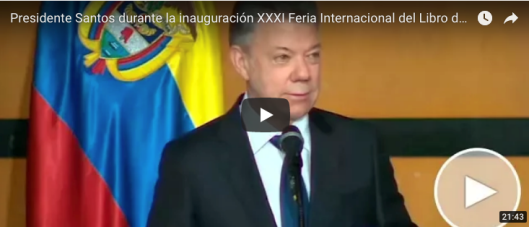 Presidente Santos durante la inauguración XXXI Feria Internacional del Libro d...
21:43